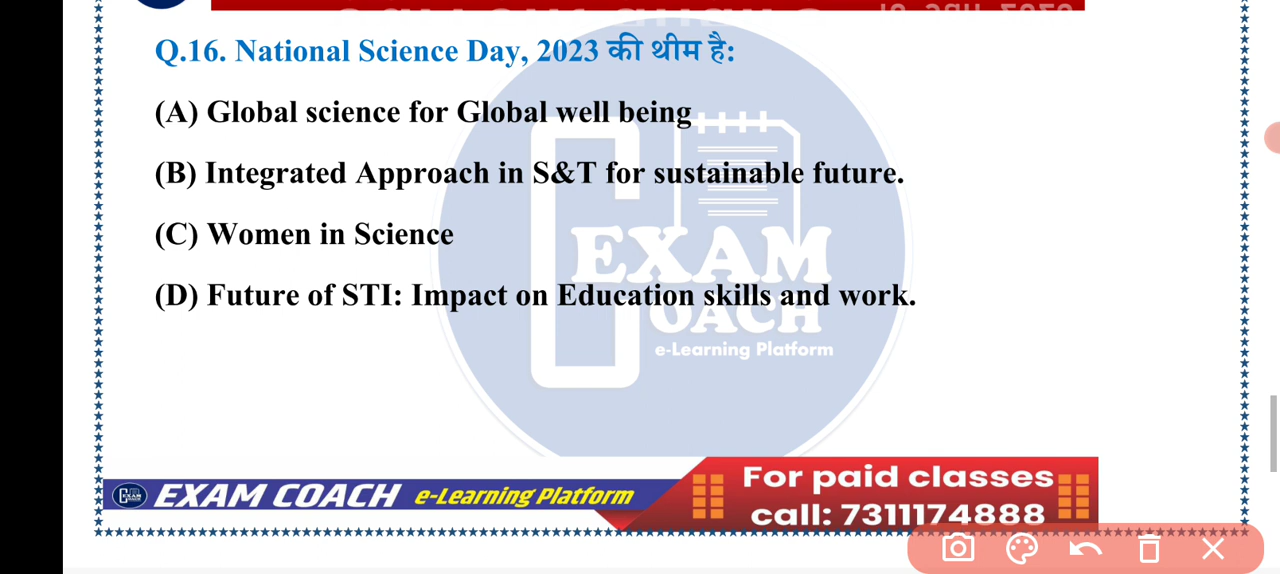 Q.16. National Science Day, 2023 की थीम है:
(A) Global science for Global well being
(B) Integrated Approach in S&T for sustainable future.
(C) Women in Science
(D) Future of STI: Impact on Education skills and work.
EXAM
COACH
e-Learning Platform
EXAM COACH e-Learning Platform
For paid classes
call: 7311174888